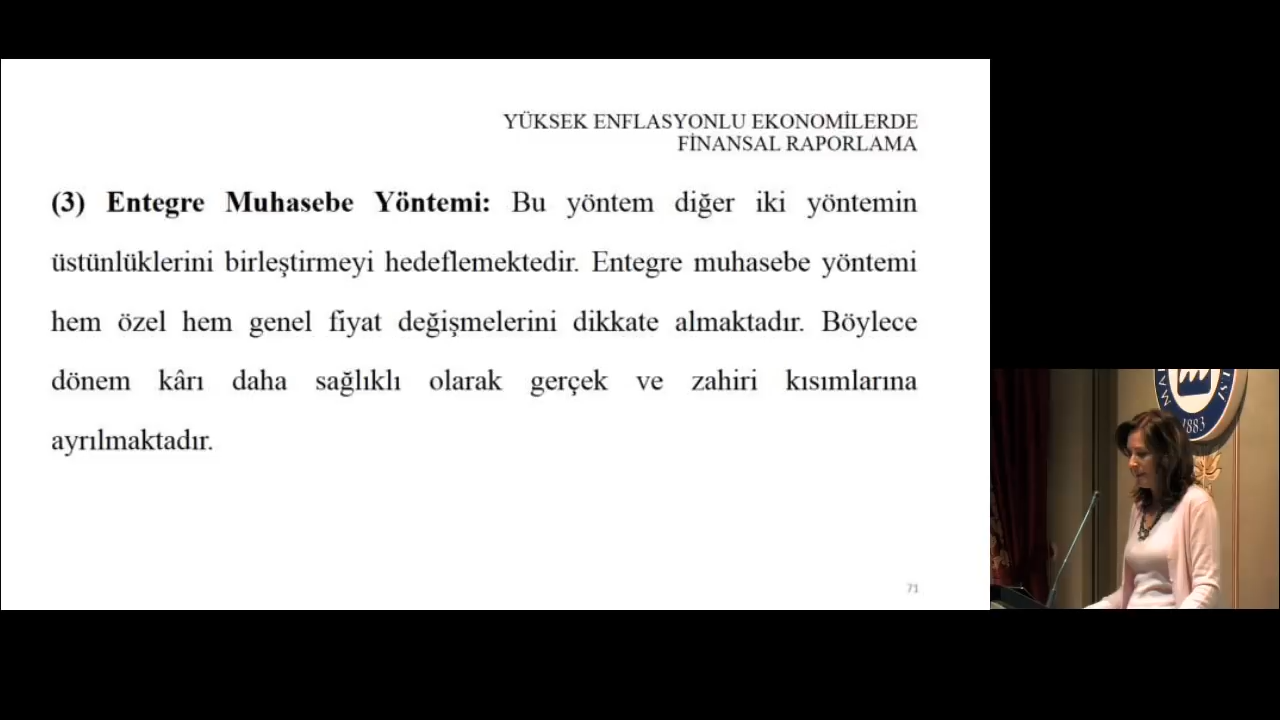 YÜKSEK ENFLASYONLU EKONOMİLERDE
FİNANSAL RAPORLAMA
(3) Entegre Muhasebe Yöntemi: Bu yöntem diğer iki yöntemin
üstünlüklerini birleştirmeyi hedeflemektedir. Entegre muhasebe yöntemi
hem özel hem genel fiyat değişmelerini dikkate almaktadır. Böylece
dönem kârı daha sağlıklı olarak gerçek ve zahiri kısımlarına
ayrılmaktadır.
71
1883